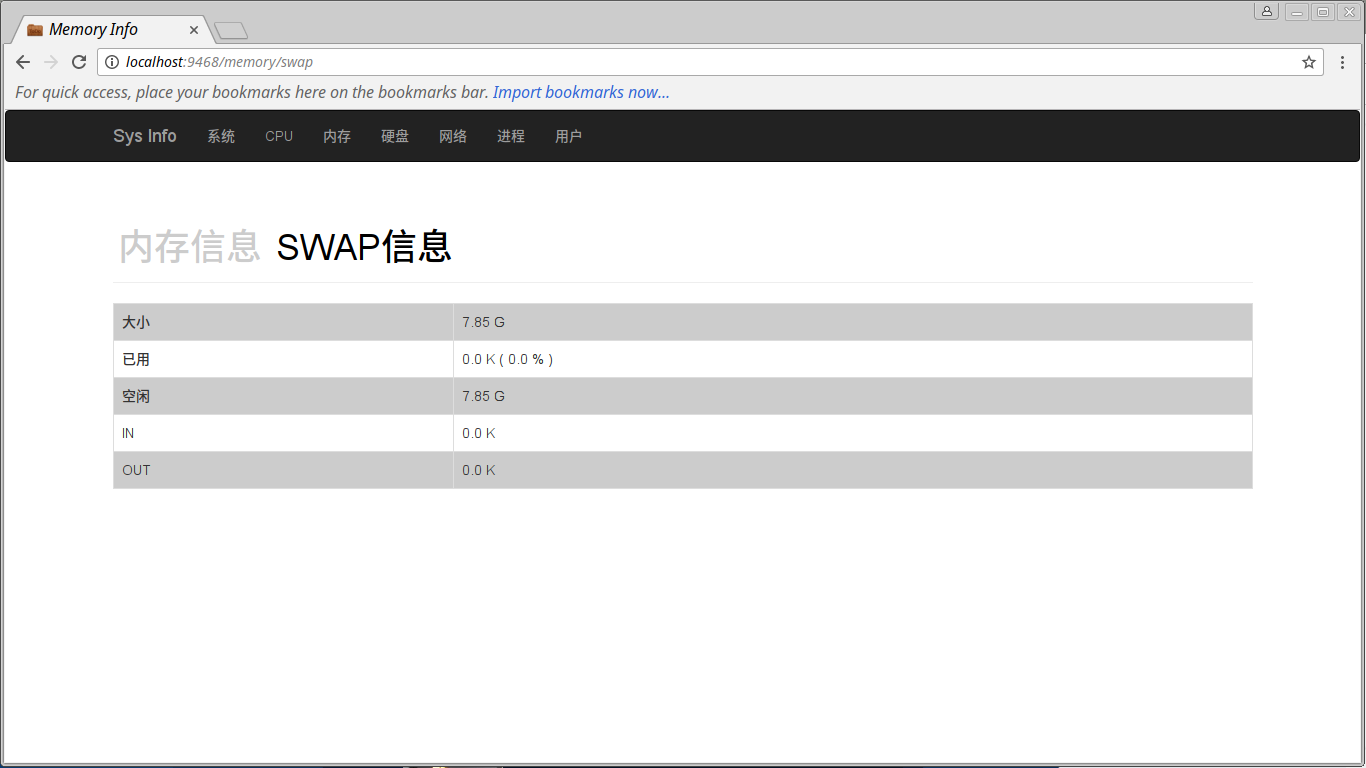 Memory Info
localhost:9468/memory/swap
For quick access, place your bookmarks here on the bookmarks bar. Import bookmarks now...
Sys Info 系统 CPU 内存 硬盘 网络 进程 用户
内存信息 SWAP信息
大小 7.85 G
已用 0.0 K ( 0.0 % )
空闲 7.85 G
IN 0.0 K
OUT 0.0 K